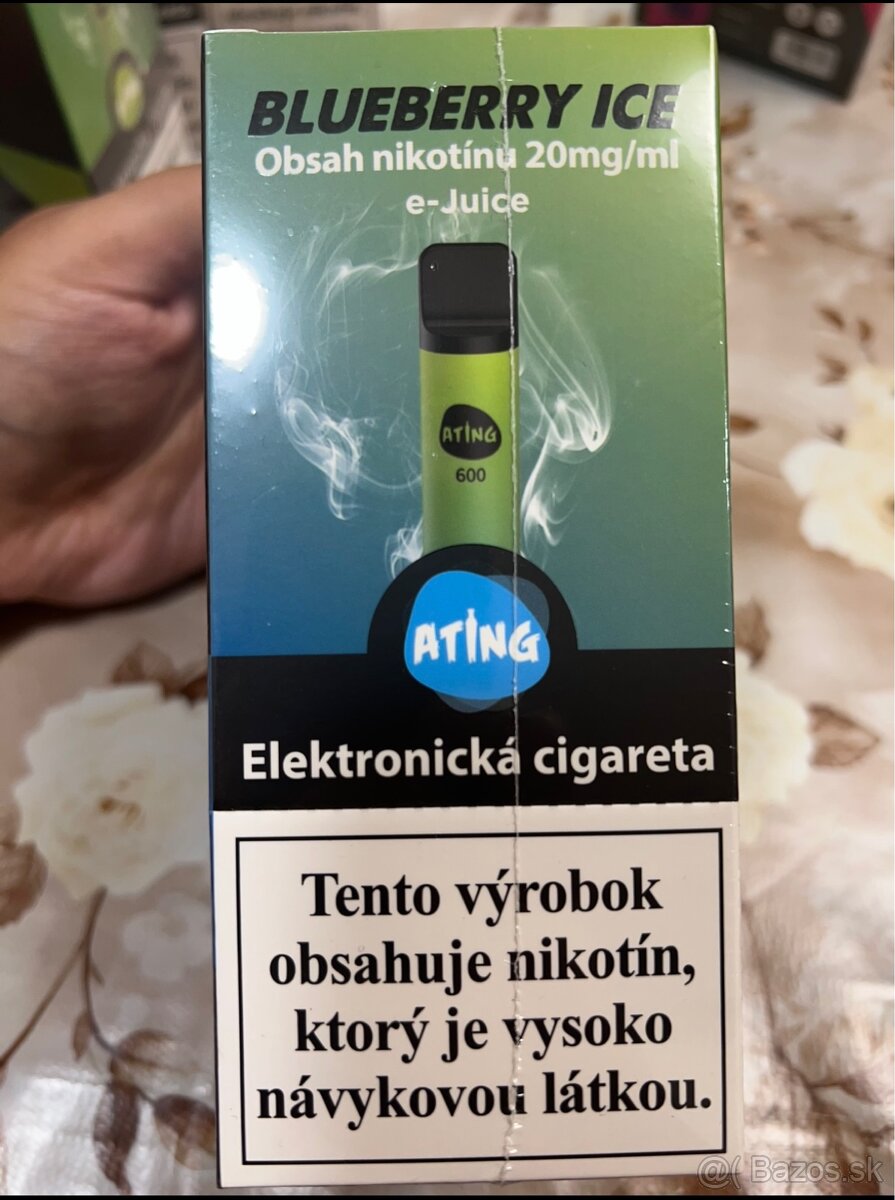 BLUEBERRY ICE
Obsah nikotínu 20mg/ml
e-Juice
ATING
600
ATING
Elektronická cigareta
Tento výrobok
obsahuje nikotín,
ktorý je vysoko
návykovou látkou.
@( Bazos.sk